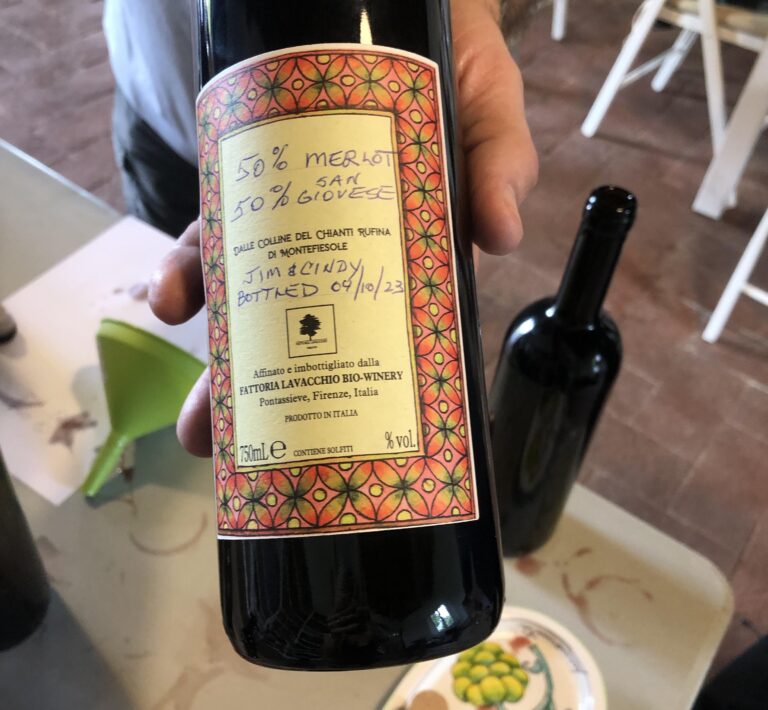 50% MERLOT
50% SAN
GIOVESE
DALLE COLLINE DEL CHIANTI RUFINA
DI MONTEFIESOLE
JIM & CINDY
BOTTLED 04/10/23
Affinato e imbottigliato dalla
FATTORIA LAVACCHIO BIO-WINERY
Pontassieve, Firenze, Italia
PRODOTTO IN ITALIA
750mL e CONTIENE SOLFITI % vol.